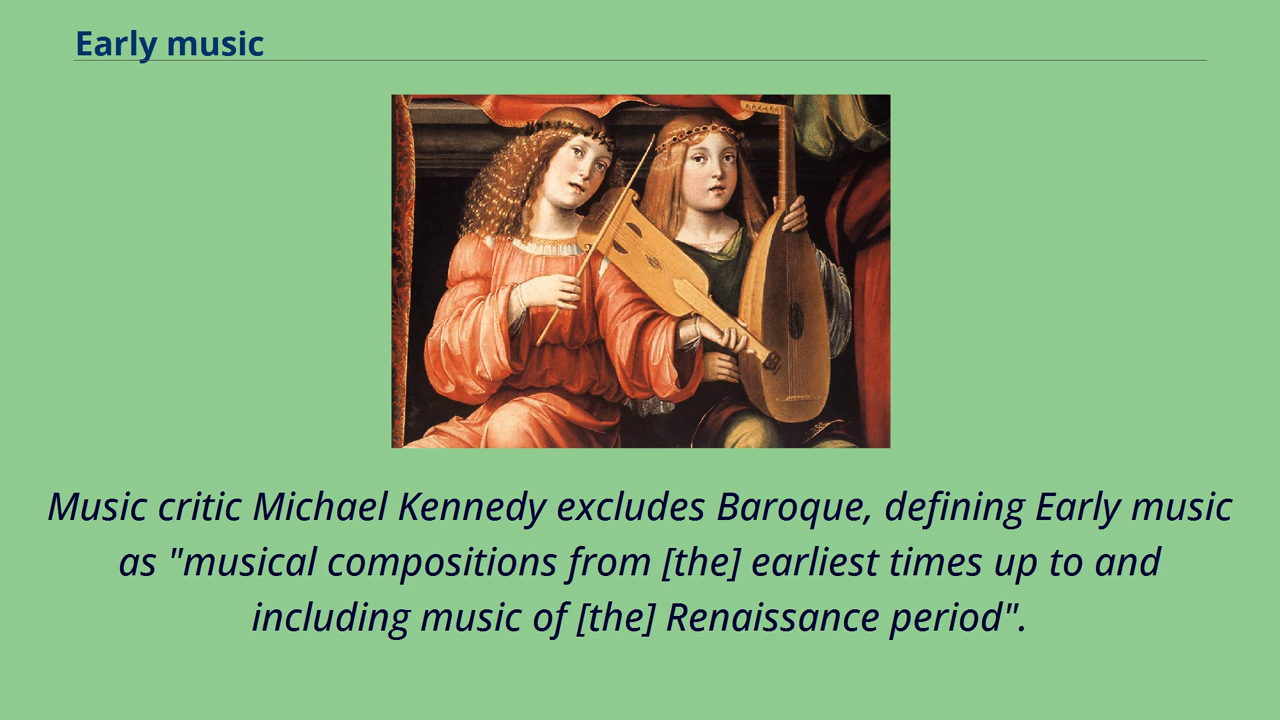 Early music
Music critic Michael Kennedy excludes Baroque, defining Early music
as "musical compositions from [the] earliest times up to and
including music of [the] Renaissance period".